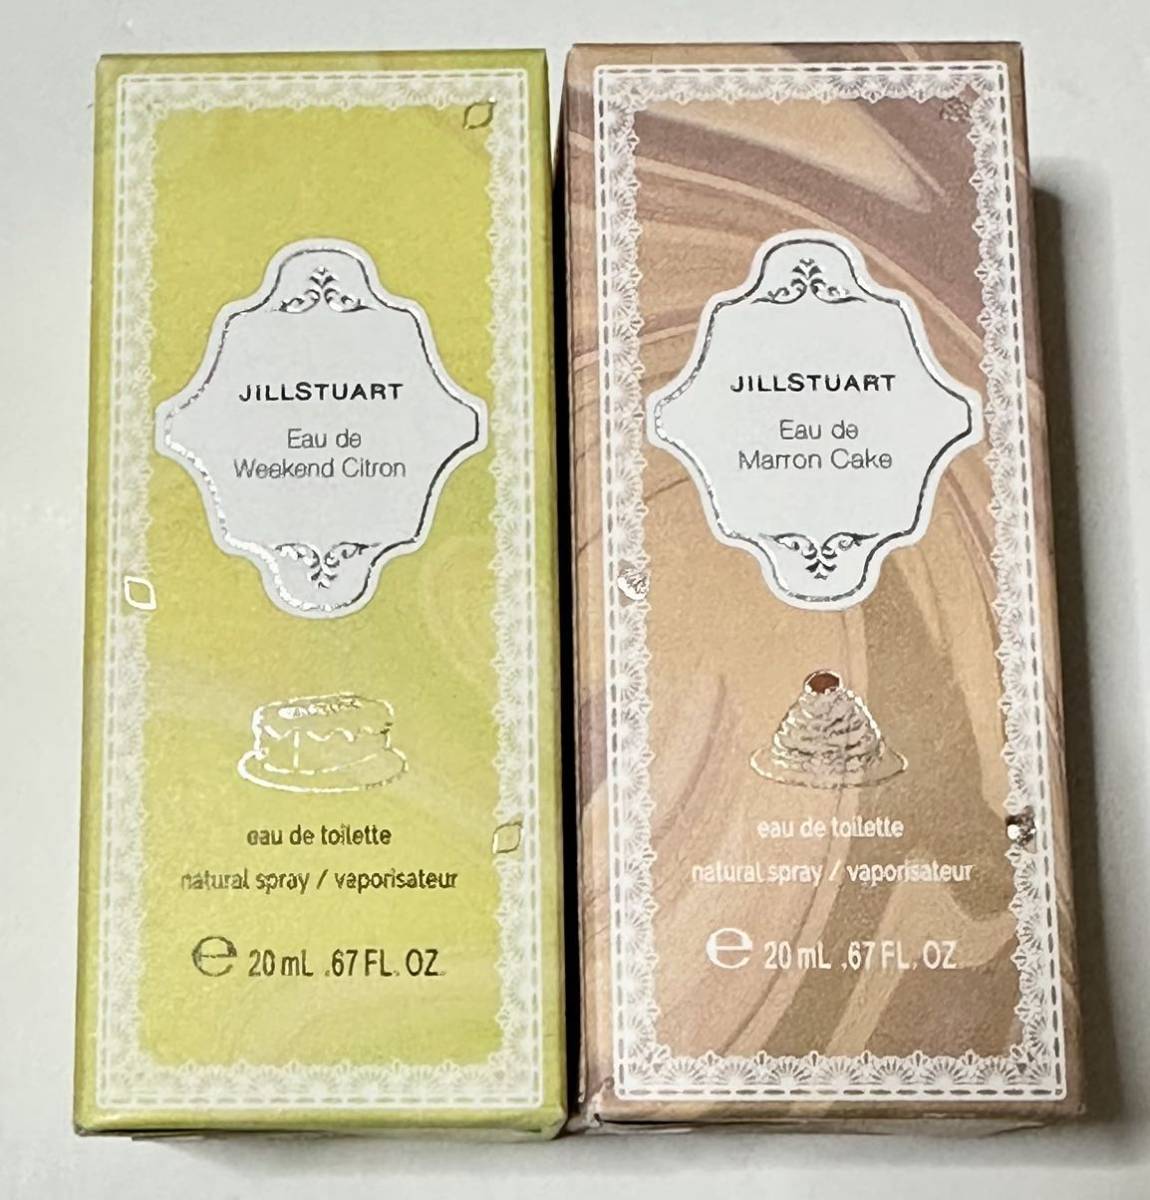 JILLSTUART
Eau de
Weekend Citron
eau de toilette
natural spray / vaporisateur
e 20 mL .67 FL. OZ.
JILLSTUART
Eau de
Marron Cake
eau de toilette
natural spray / vaporisateur
e 20 mL .67 FL. OZ